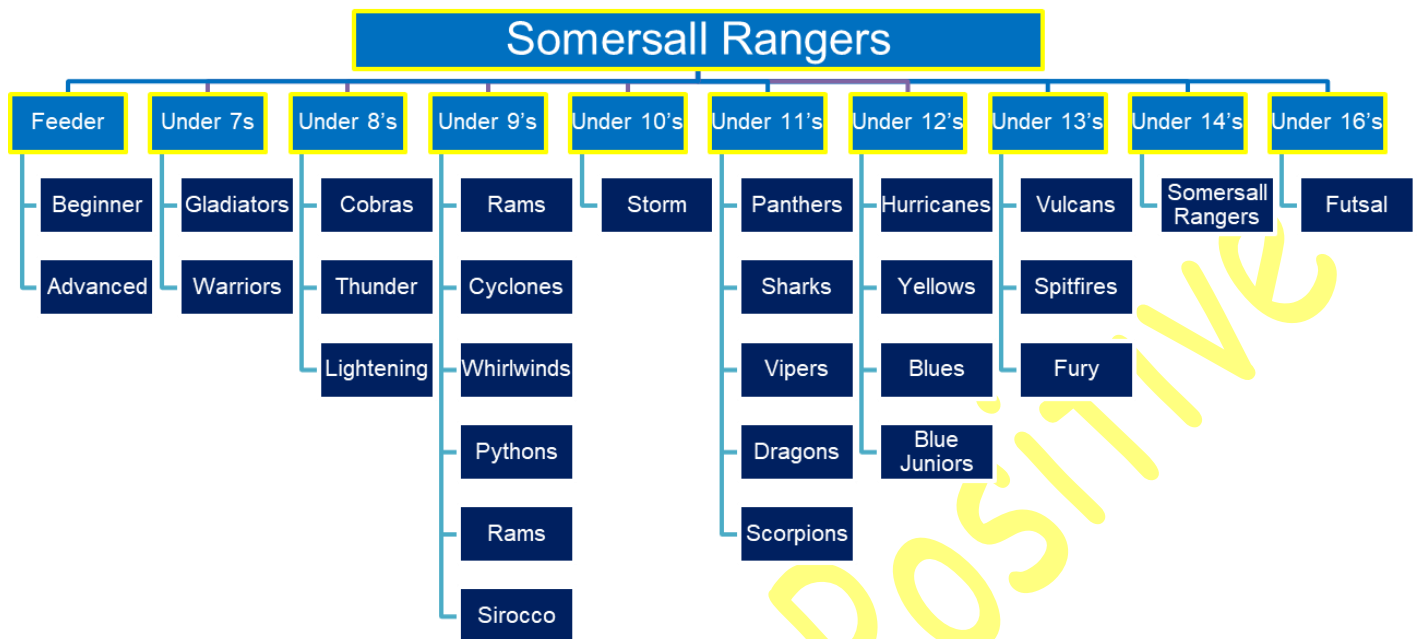 Somersall Rangers
Feeder
Under 7s
Under 8's
Under 9's
Under 10's
Under 11's
Under 12's
Under 13's
Under 14's
Under 16's
Beginner
Advanced
Gladiators
Warriors
Cobras
Thunder
Lightening
Rams
Cyclones
Whirlwinds
Pythons
Rams
Sirocco
Storm
Panthers
Sharks
Vipers
Dragons
Scorpions
Hurricanes
Yellows
Blues
Blue
Juniors
Vulcans
Spitfires
Fury
Somersall
Rangers
Futsal
Positive